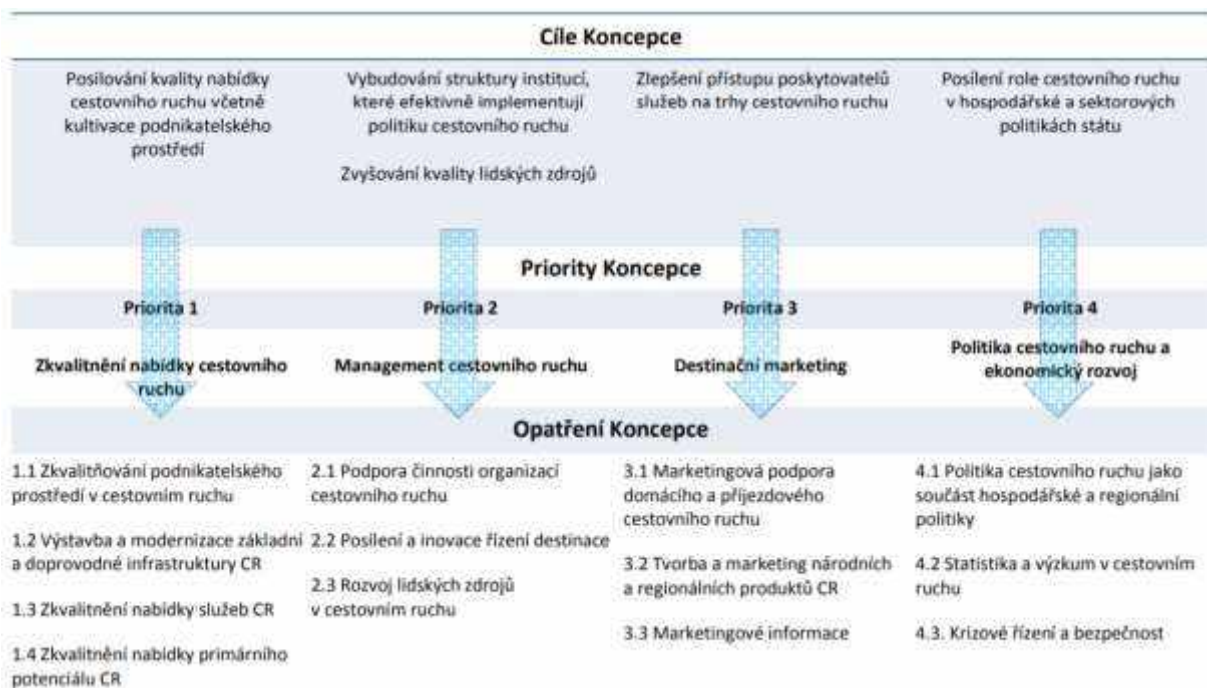 Cíle Koncepce
Posilování kvality nabídky
cestovního ruchu včetně
kultivace podnikatelského
prostředí
Vybudování struktury institucí,
které efektivně implementují
politiku cestovního ruchu
Zvyšování kvality lidských zdrojů
Zlepšení přístupu poskytovatelů
služeb na trhy cestovního ruchu
Posílení role cestovního ruchu
v hospodářské a sektorových
politikách státu
Priority Koncepce
Priorita 1
Priorita 2
Priorita 3
Priorita 4
Zkvalitnění nabídky cestovního
ruchu
Management cestovního ruchu
Destinační marketing
Politika cestovního ruchu a
ekonomický rozvoj
Opatření Koncepce
1.1 Zkvalitňování podnikatelského
prostředí v cestovním ruchu
1.2 Výstavba a modernizace základní
a doprovodné infrastruktury CR
1.3 Zkvalitnění nabídky služeb CR
1.4 Zkvalitnění nabídky primárního
potenciálu CR
2.1 Podpora činnosti organizací
cestovního ruchu
2.2 Posílení a inovace řízení destinace
2.3 Rozvoj lidských zdrojů
v cestovním ruchu
3.1 Marketingová podpora
domácího a příjezdového
cestovního ruchu
3.2 Tvorba a marketing národních
a regionálních produktů CR
3.3 Marketingové informace
4.1 Politika cestovního ruchu jako
součást hospodářské a regionální
politiky
4.2 Statistika a výzkum v cestovním
ruchu
4.3. Krizové řízení a bezpečnost